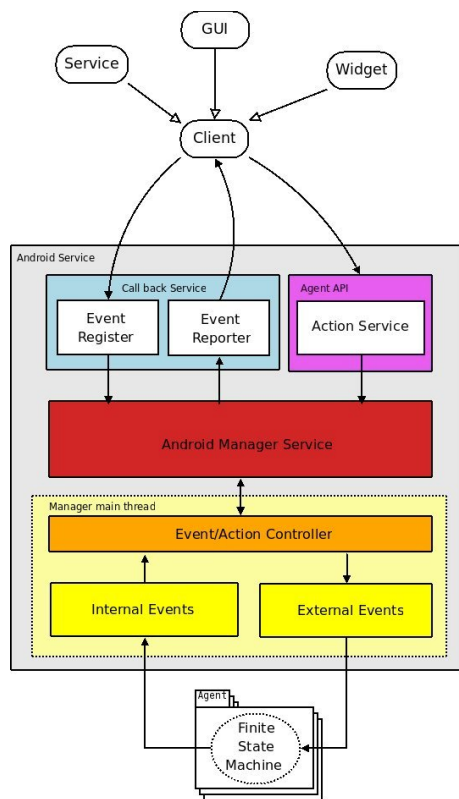 GUI
Service
Widget
Client
Android Service
Call back Service
Agent API
Event
Register
Event
Reporter
Action Service
Android Manager Service
Manager main thread
Event/Action Controller
Internal Events
External Events
Agent
Finite
State
Machine